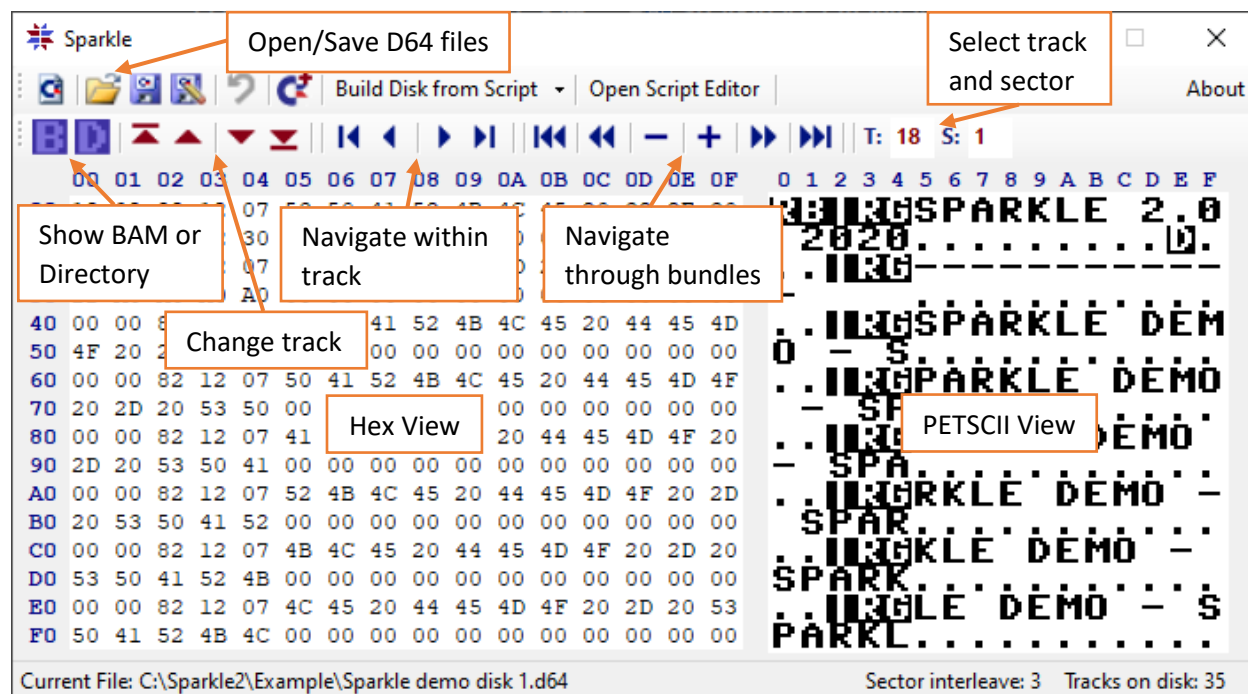 Sparkle
Open/Save D64 files
Select track
and sector
Build Disk from Script
Open Script Editor
About
B D
T: 18 S: 1
00 01 02 03 04 05 06 07 08 09 0A 0B 0C 0D 0E 0F
0 1 2 3 4 5 6 7 8 9 A B C D E F
SPARKLE 2.0
07
Show BAM or
Directory
Navigate within
track
Navigate
through bundles
30
2020..........D.
07
------------
A0
40 00 00 41 52 4B 4C 45 20 44 45 4D
SPARKLE DEM
Change track
50 4F 20 00 00 00 00 00 00 00 00 00
O - S..........
60 00 00 82 12 07 50 41 52 4B 4C 45 20 44 45 4D 4F
PARKLE DEMO
70 20 2D 20 53 50 00 00 00 00 00 00 00
Hex View
PETSCII View
80 00 00 82 12 07 41 20 44 45 4D 4F 20
DEMO
90 2D 20 53 50 41 00 00 00 00 00 00 00 00 00 00 00
- SPA...........
A0 00 00 82 12 07 52 4B 4C 45 20 44 45 4D 4F 20 2D
RKLE DEMO -
B0 20 53 50 41 52 00 00 00 00 00 00 00 00 00 00 00
SPAR...........
C0 00 00 82 12 07 4B 4C 45 20 44 45 4D 4F 20 2D 20
KLE DEMO -
D0 53 50 41 52 4B 00 00 00 00 00 00 00 00 00 00 00
SPARK...........
E0 00 00 82 12 07 4C 45 20 44 45 4D 4F 20 2D 20 53
LE DEMO - S
F0 50 41 52 4B 4C 00 00 00 00 00 00 00 00 00 00 00
PARKL...........
Current File: C:\Sparkle2\Example\Sparkle demo disk 1.d64
Sector interleave: 3 Tracks on disk: 35